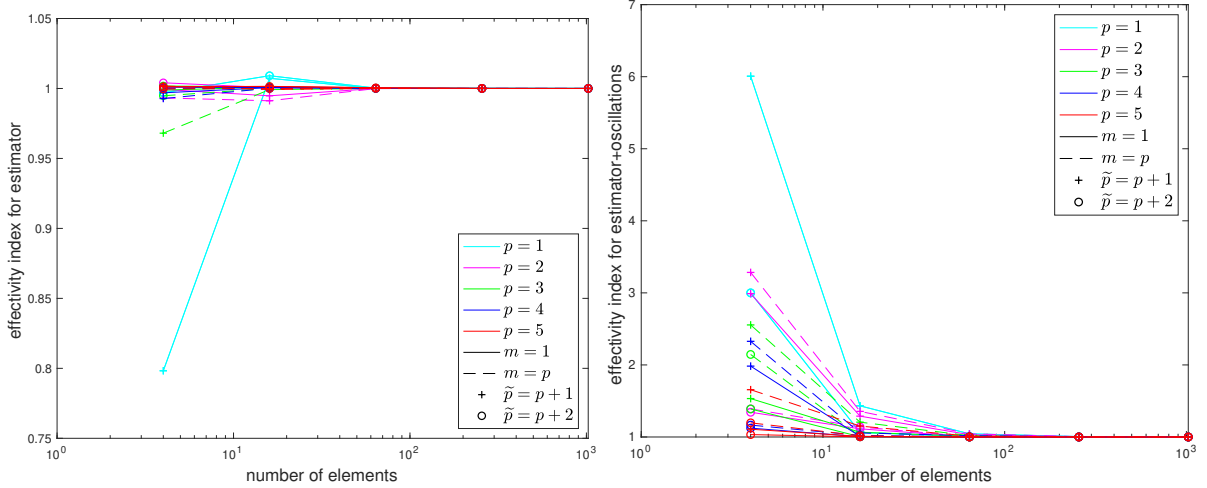 1.05
1
0.95
0.9
0.85
0.8
0.75
10^0
10^1
10^2
10^3
effectivity index for estimator
number of elements
p = 1
p = 2
p = 3
p = 4
p = 5
m = 1
m = p
p̃ = p + 1
p̃ = p + 2
7
6
5
4
3
2
1
10^0
10^1
10^2
10^3
effectivity index for estimator+oscillations
number of elements
p = 1
p = 2
p = 3
p = 4
p = 5
m = 1
m = p
p̃ = p + 1
p̃ = p + 2